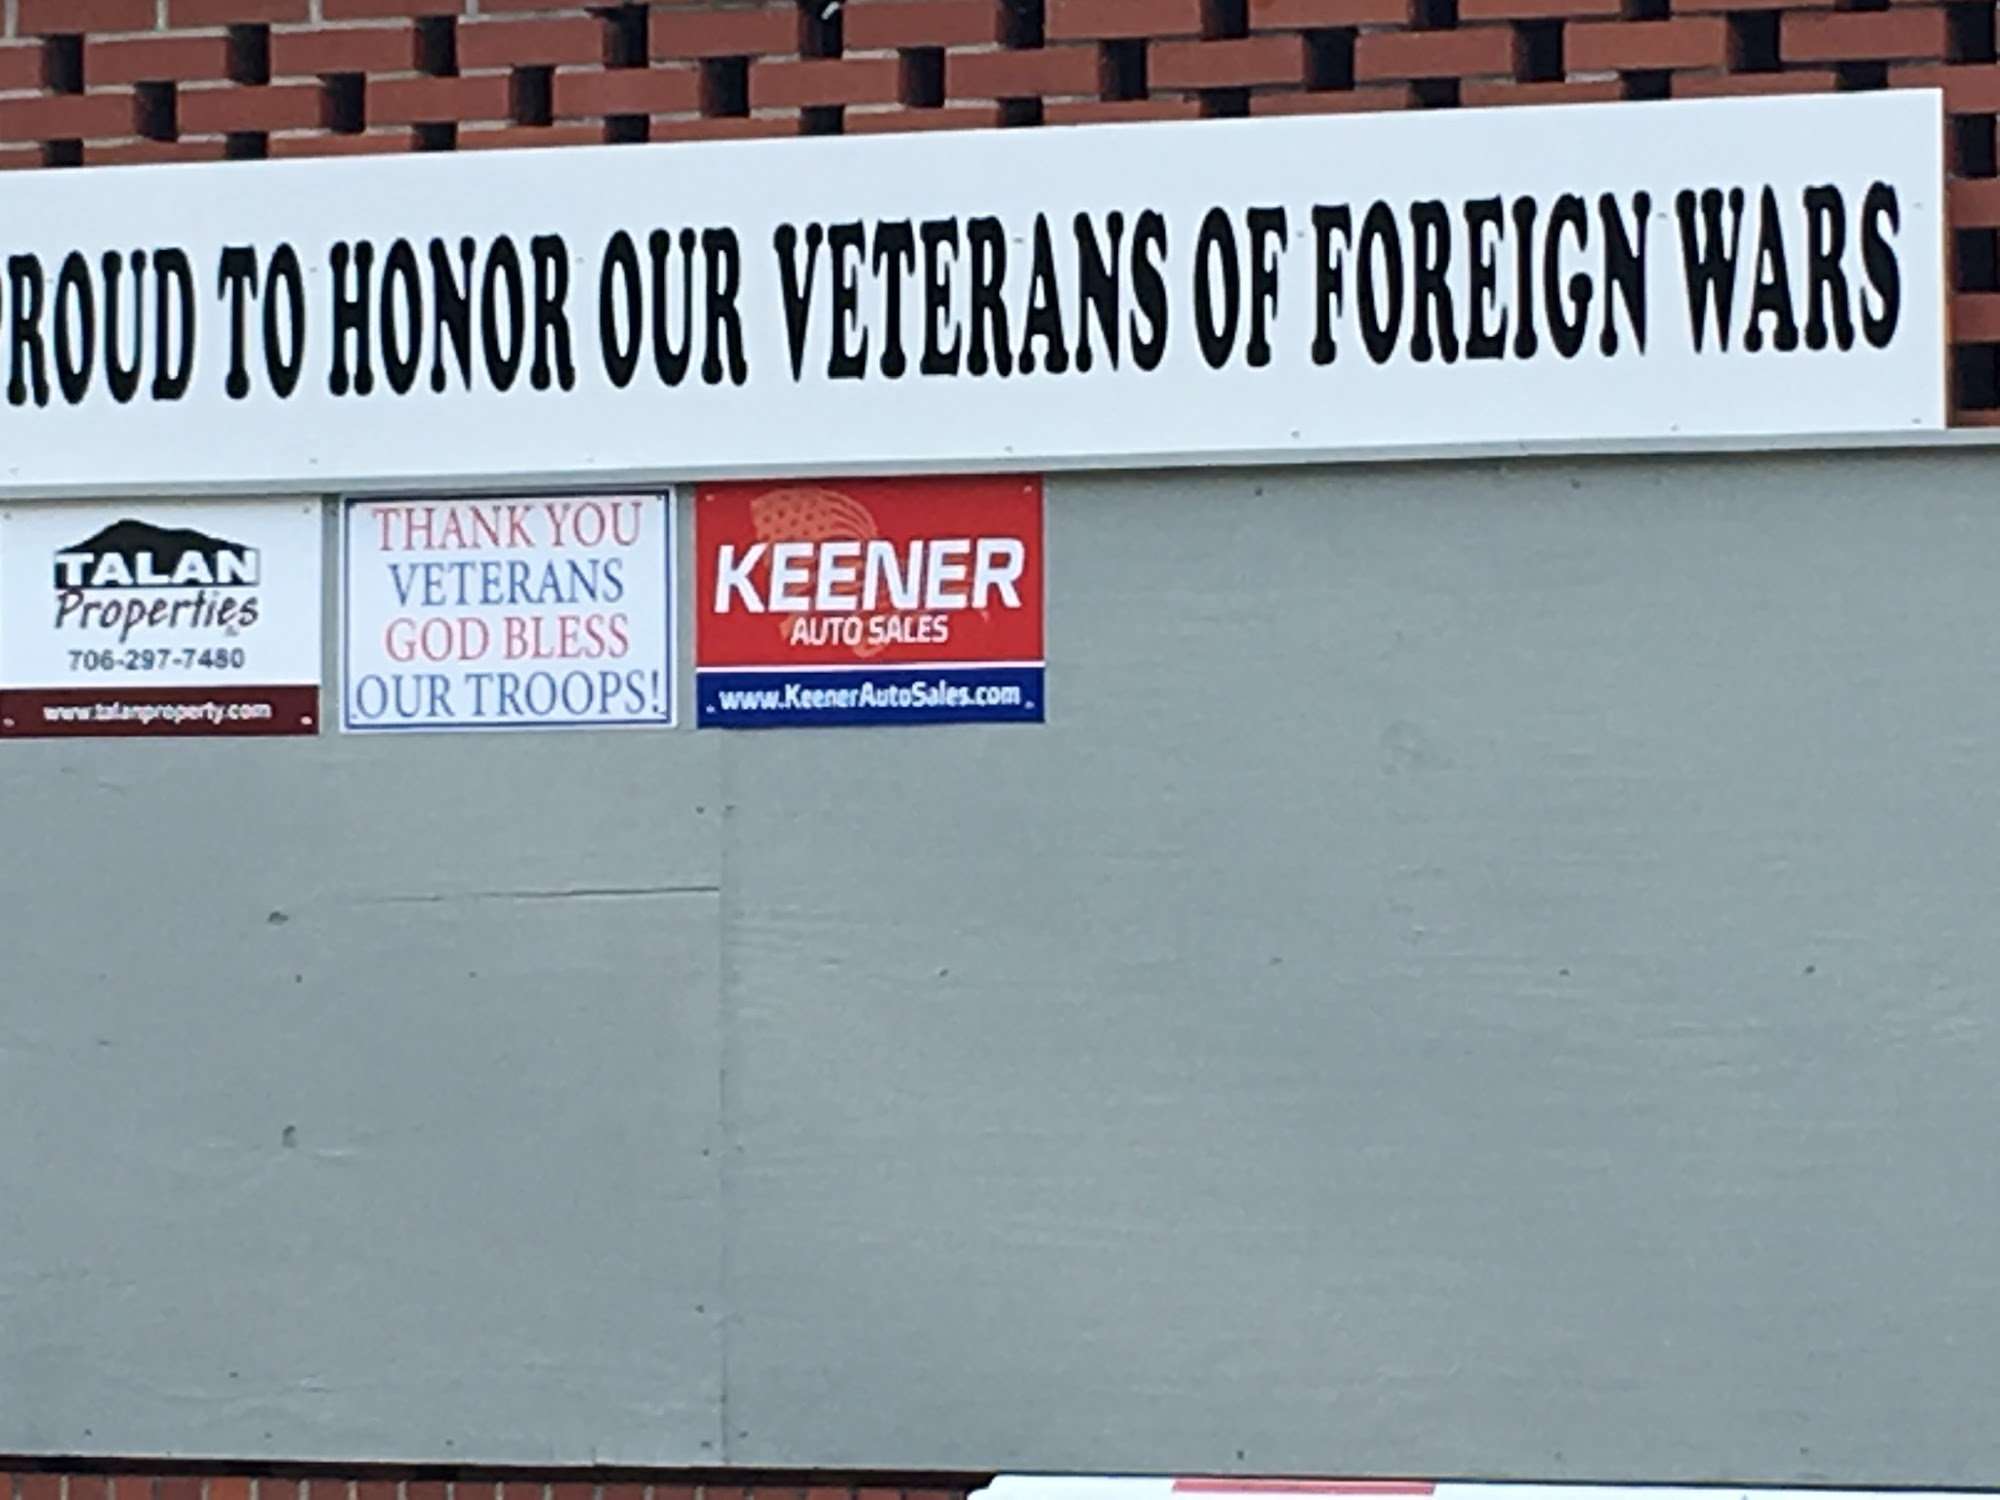 PROUD TO HONOR OUR VETERANS OF FOREIGN WARS
TALAN
Properties
706-297-7480
www.talanproperty.com
THANK YOU
VETERANS
GOD BLESS
OUR TROOPS!
KEENER
AUTO SALES
www.KeenerAutoSales.com